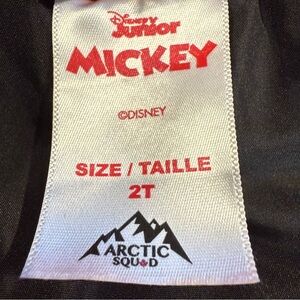 Disney
Junior
MICKEY
©DISNEY
SIZE / TAILLE
2T
ARCTIC
SQUAD